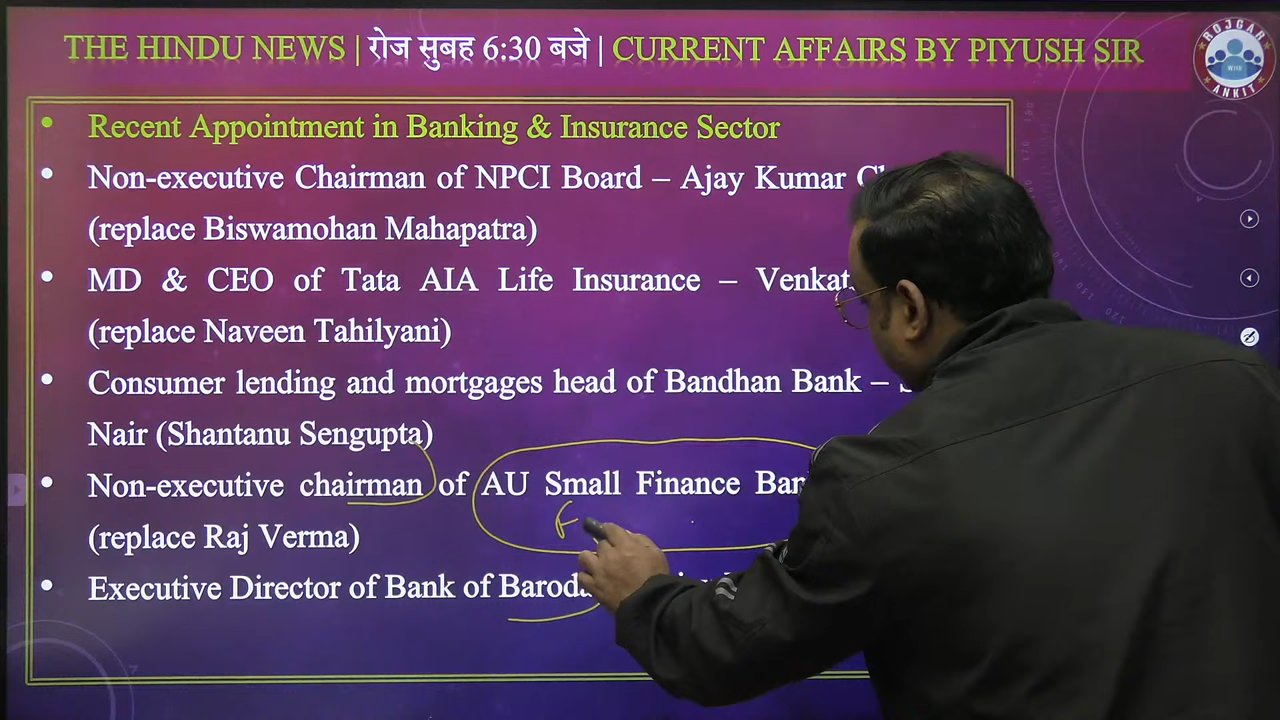 THE HINDU NEWS | रोज सुबह 6:30 बजे | CURRENT AFFAIRS BY PIYUSH SIR
ROJGAR
WITH
ANKIT
• Recent Appointment in Banking & Insurance Sector
• Non-executive Chairman of NPCI Board – Ajay Kumar
(replace Biswamohan Mahapatra)
• MD & CEO of Tata AIA Life Insurance –
(replace Naveen Tahilyani)
• Consumer lending and mortgages head of Bandhan Bank –
Nair (Shantanu Sengupta)
• Non-executive chairman of AU Small Finance
(replace Raj Verma)
• Executive Director of Bank of Baroda